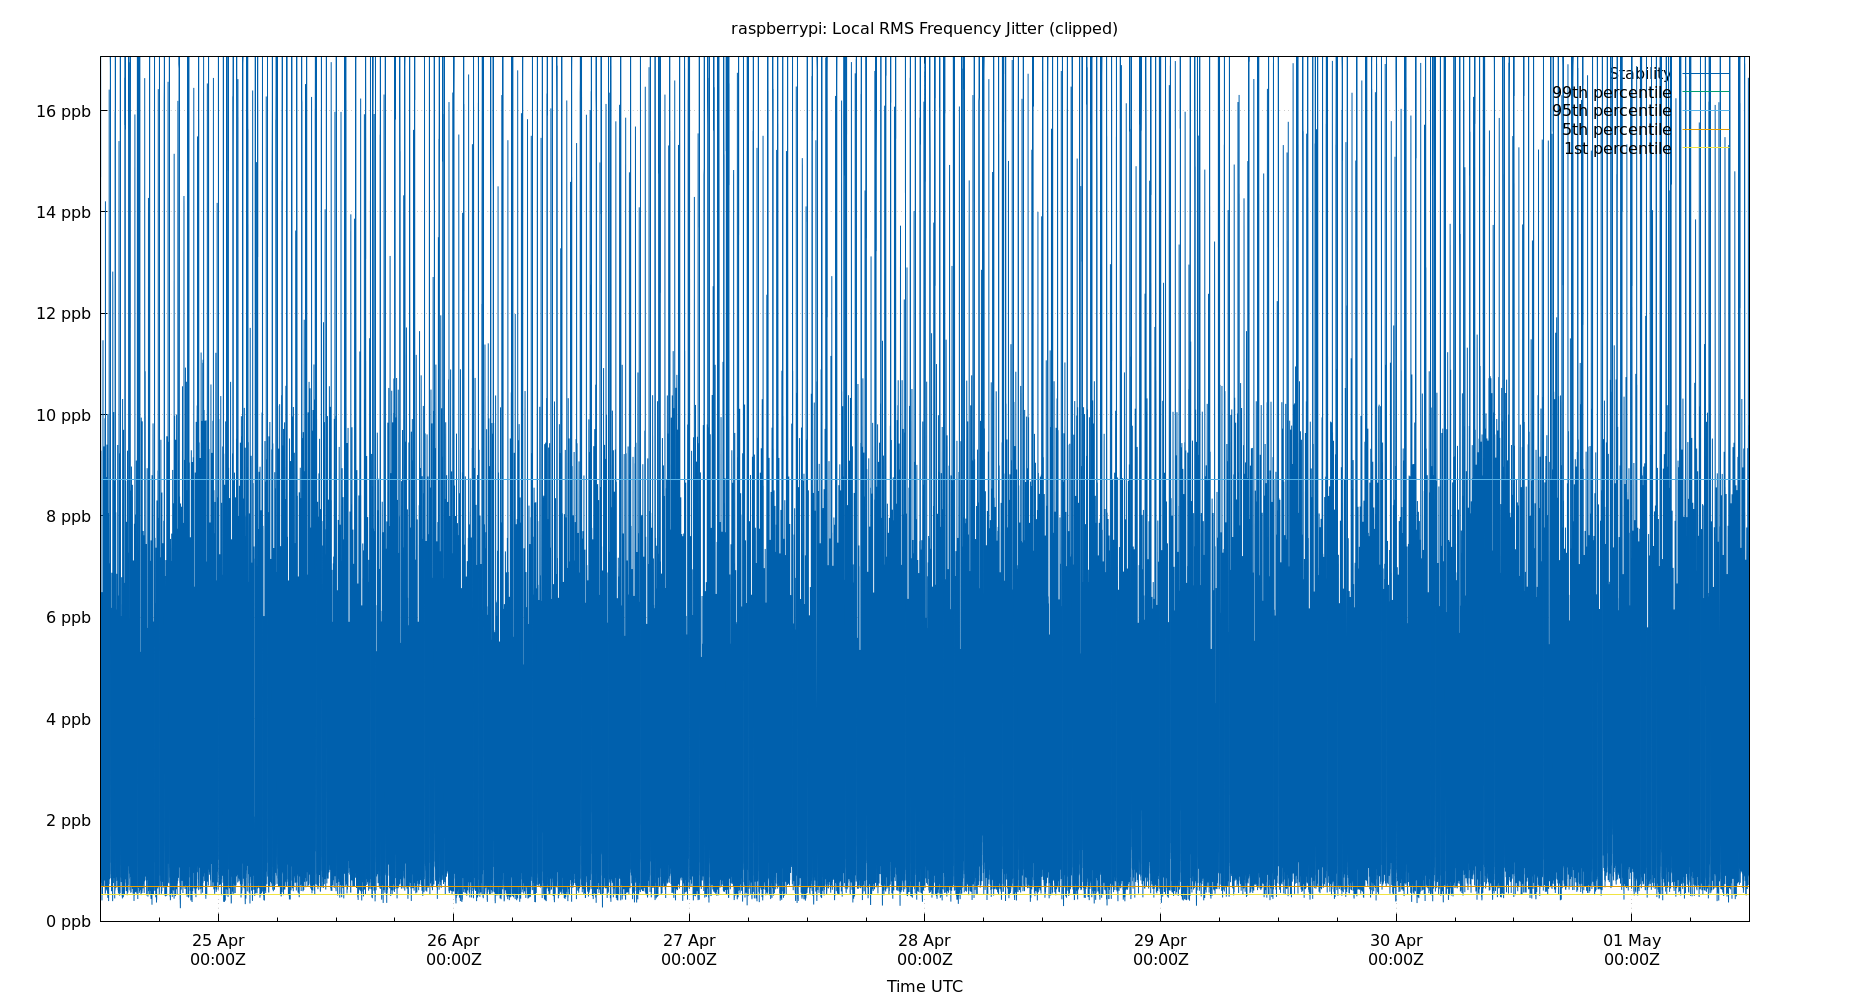 raspberrypi: Local RMS Frequency Jitter (clipped)
Stability
99th percentile
95th percentile
5th percentile
1st percentile
16 ppb
14 ppb
12 ppb
10 ppb
8 ppb
6 ppb
4 ppb
2 ppb
0 ppb
25 Apr
00:00Z
26 Apr
00:00Z
27 Apr
00:00Z
28 Apr
00:00Z
29 Apr
00:00Z
30 Apr
00:00Z
01 May
00:00Z
Time UTC